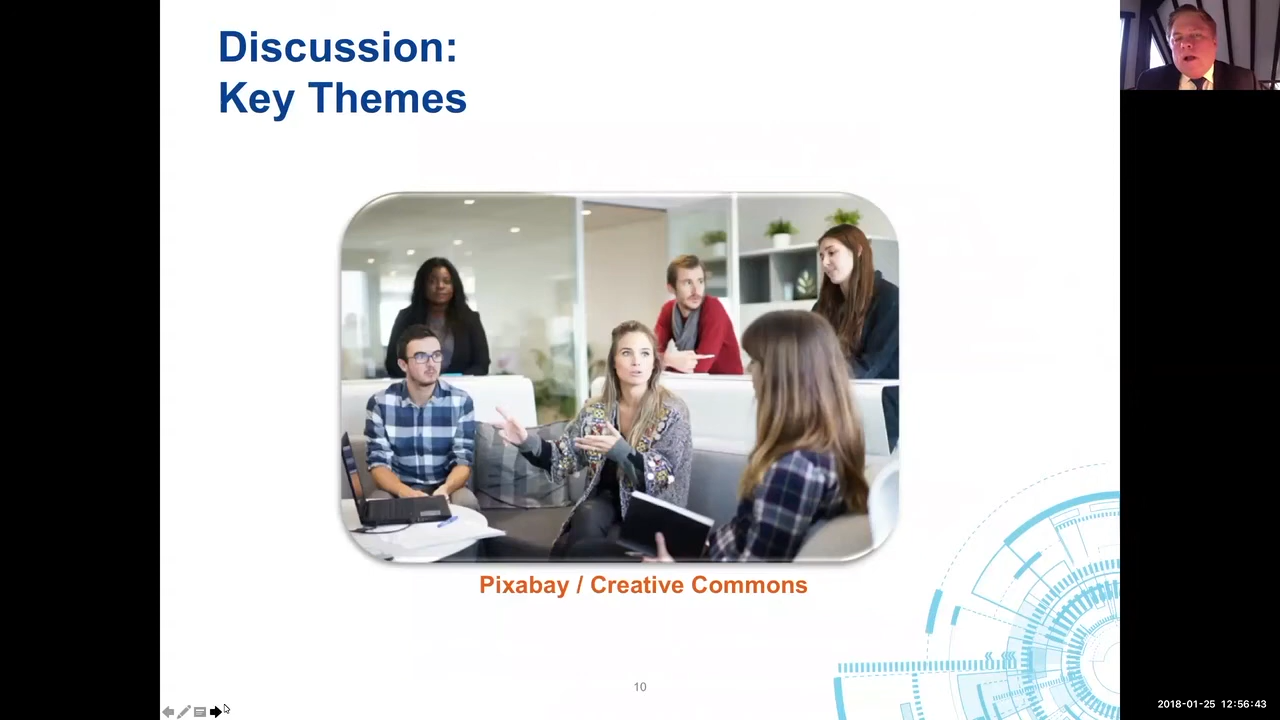 Discussion:
Key Themes
Pixabay / Creative Commons
10
2018-01-25 12:56:43